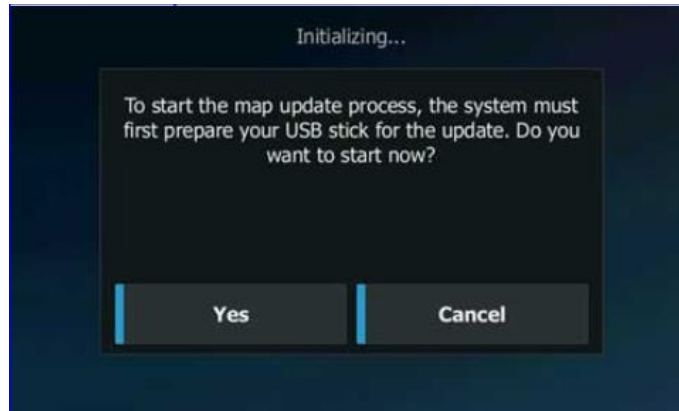 Initializing...
To start the map update process, the system must
first prepare your USB stick for the update. Do you
want to start now?
Yes
Cancel